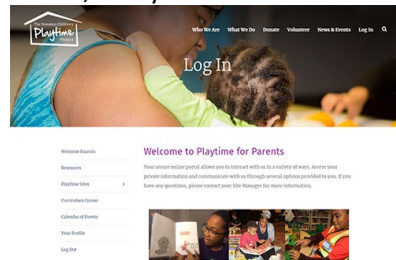 The Homeless Children's
Playtime
Project
Who We Are
What We Do
Donate
Volunteer
News & Events
Log In
Log In
Welcome Parents
Resources
Playtime Sites
Curriculum Corner
Calendar of Events
Your Profile
Log Out
Welcome to Playtime for Parents
Your secure online portal allows you to interact with us in a variety of ways. Access your
private information and communicate with us through several options provided to you. If you
have any questions, please contact your Site Manager for more information.